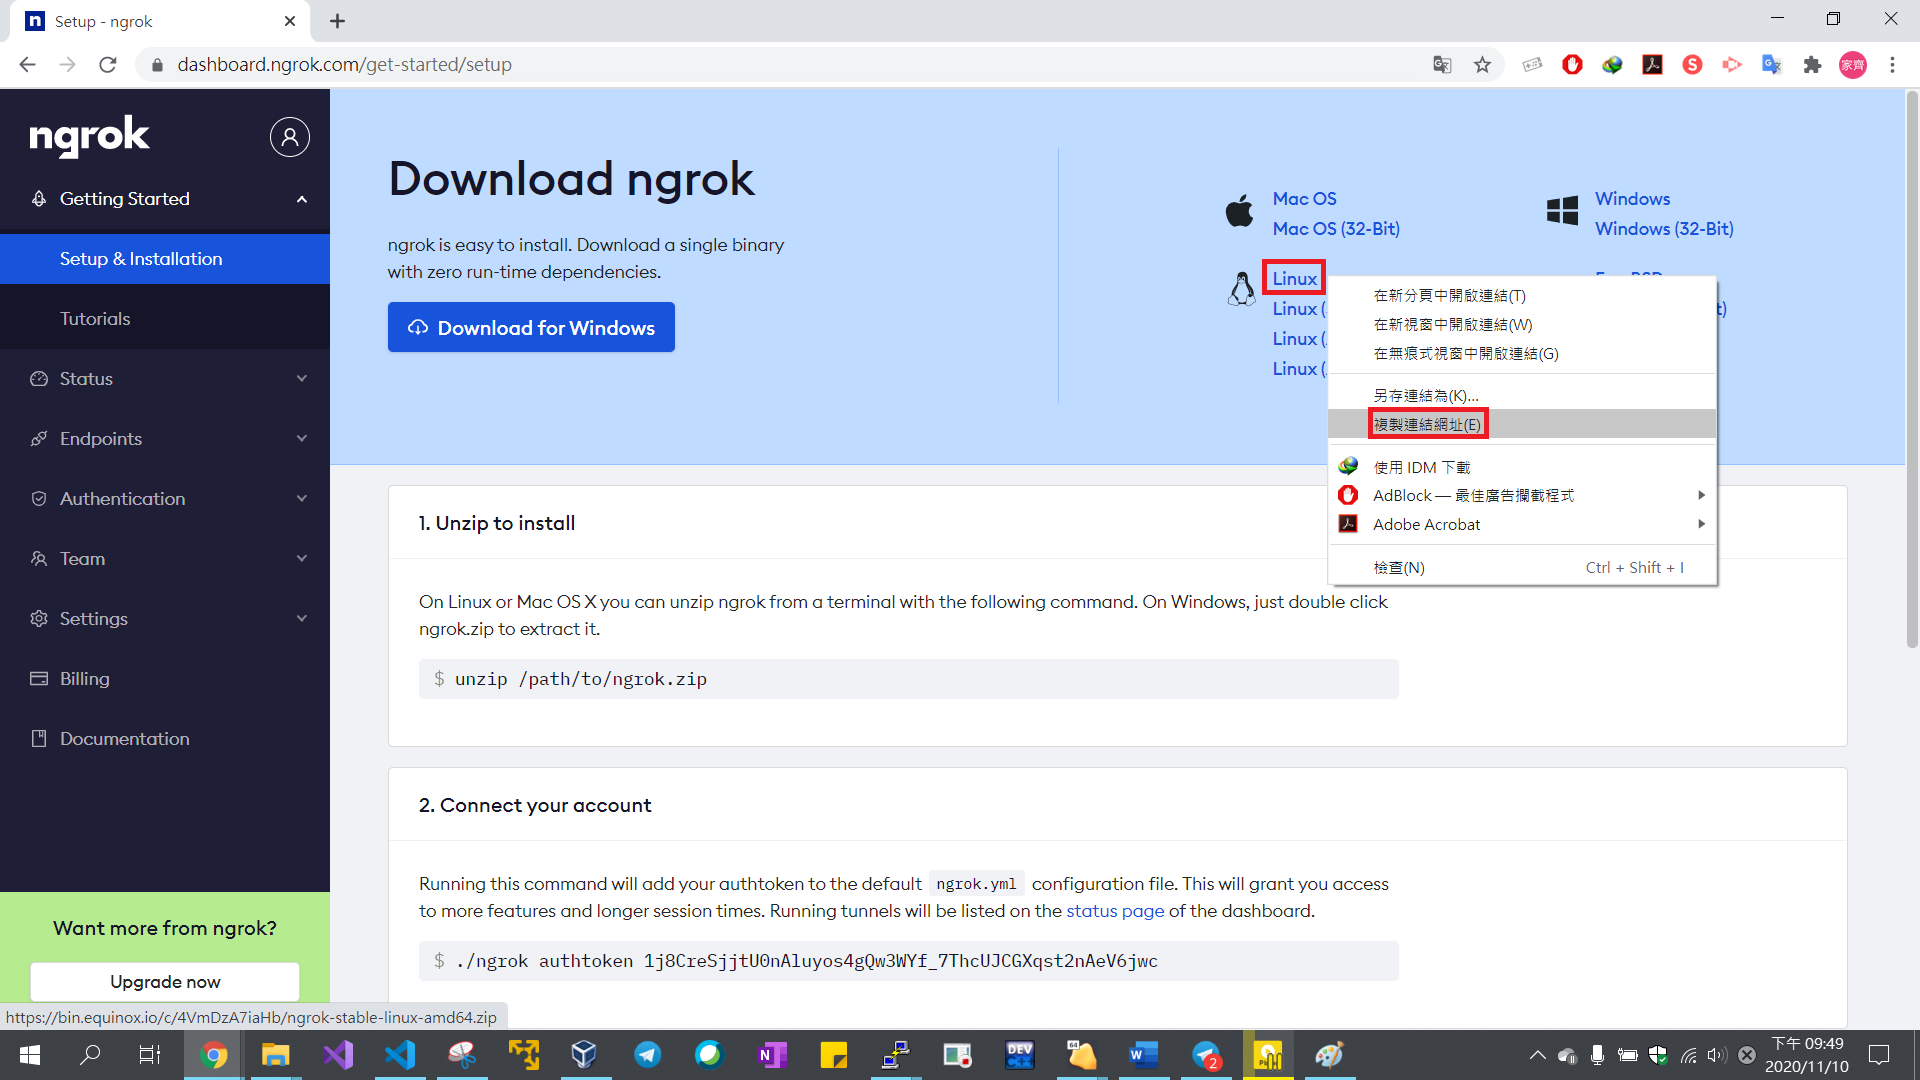 Setup - ngrok
dashboard.ngrok.com/get-started/setup
家齊
ngrok
Getting Started
Setup & Installation
Tutorials
Status
Endpoints
Authentication
Team
Settings
Billing
Documentation
Want more from ngrok?
Upgrade now
Download ngrok
ngrok is easy to install. Download a single binary
with zero run-time dependencies.
Download for Windows
Mac OS
Mac OS (32-Bit)
Windows
Windows (32-Bit)
Linux
Linux (
Linux (
Linux (
在新分頁中開啟連結(T)
在新視窗中開啟連結(W)
在無痕式視窗中開啟連結(G)
另存連結為(K)...
複製連結網址(E)
使用 IDM 下載
AdBlock — 最佳廣告攔截程式
Adobe Acrobat
檢查(N) Ctrl + Shift + I
1. Unzip to install
On Linux or Mac OS X you can unzip ngrok from a terminal with the following command. On Windows, just double click
ngrok.zip to extract it.
$ unzip /path/to/ngrok.zip
2. Connect your account
Running this command will add your authtoken to the default ngrok.yml configuration file. This will grant you access
to more features and longer session times. Running tunnels will be listed on the status page of the dashboard.
$ ./ngrok authtoken 1j8CreSjjtU0nAluyos4gQw3WYf_7ThcUJCGXqst2nAeV6jwc
https://bin.equinox.io/c/4VmDzA7iaHb/ngrok-stable-linux-amd64.zip
下午 09:49
2020/11/10